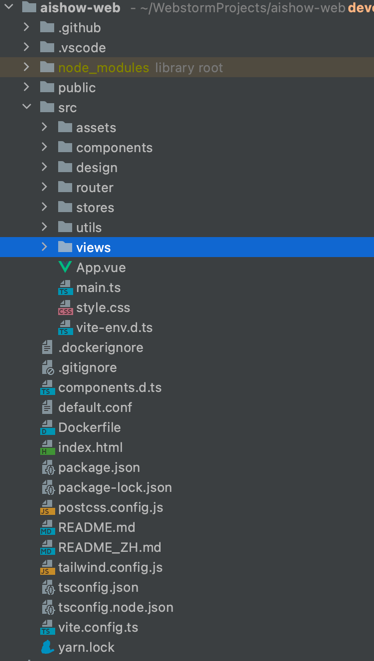 aishow-web - ~/WebstormProjects/aishow-web deve
.github
.vscode
node_modules library root
public
src
assets
components
design
router
stores
utils
views
App.vue
main.ts
style.css
vite-env.d.ts
.dockerignore
.gitignore
components.d.ts
default.conf
Dockerfile
index.html
package.json
package-lock.json
postcss.config.js
README.md
README_ZH.md
tailwind.config.js
tsconfig.json
tsconfig.node.json
vite.config.ts
yarn.lock